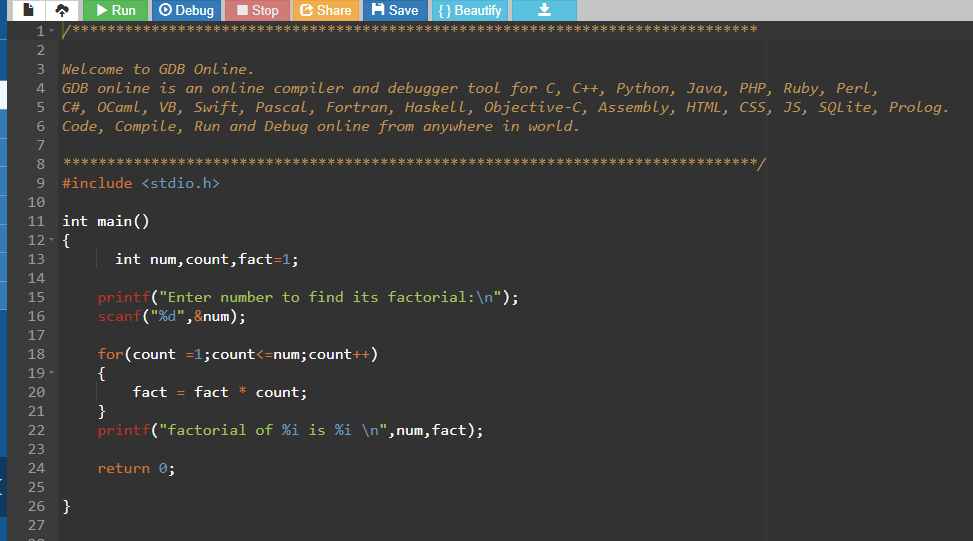 Run Debug Stop Share Save { } Beautify
1 /******************************************************************************
2
3 Welcome to GDB Online.
4 GDB online is an online compiler and debugger tool for C, C++, Python, Java, PHP, Ruby, Perl,
5 C#, OCaml, VB, Swift, Pascal, Fortran, Haskell, Objective-C, Assembly, HTML, CSS, JS, SQLite, Prolog.
6 Code, Compile, Run and Debug online from anywhere in world.
7
8 *******************************************************************************/
9 #include <stdio.h>
10
11 int main()
12 {
13 int num,count,fact=1;
14
15 printf("Enter number to find its factorial:\n");
16 scanf("%d",&num);
17
18 for(count =1;count<=num;count++)
19 {
20 fact = fact * count;
21 }
22 printf("factorial of %i is %i \n",num,fact);
23
24 return 0;
25
26 }
27